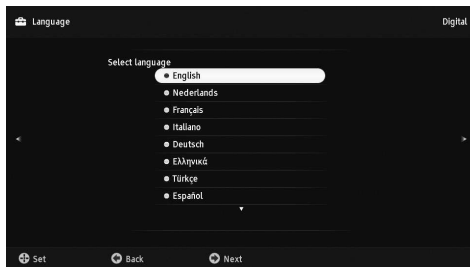 Language
Digital
Select language
English
Nederlands
Français
Italiano
Deutsch
Ελληνικά
Türkçe
Español
Set
Back
Next